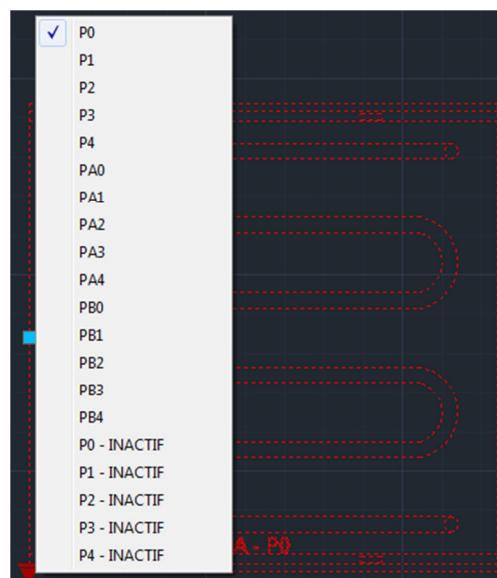 P0
P1
P2
P3
P4
PA0
PA1
PA2
PA3
PA4
PB0
PB1
PB2
PB3
PB4
P0 - INACTIF
P1 - INACTIF
P2 - INACTIF
P3 - INACTIF
P4 - INACTIF
A - P0